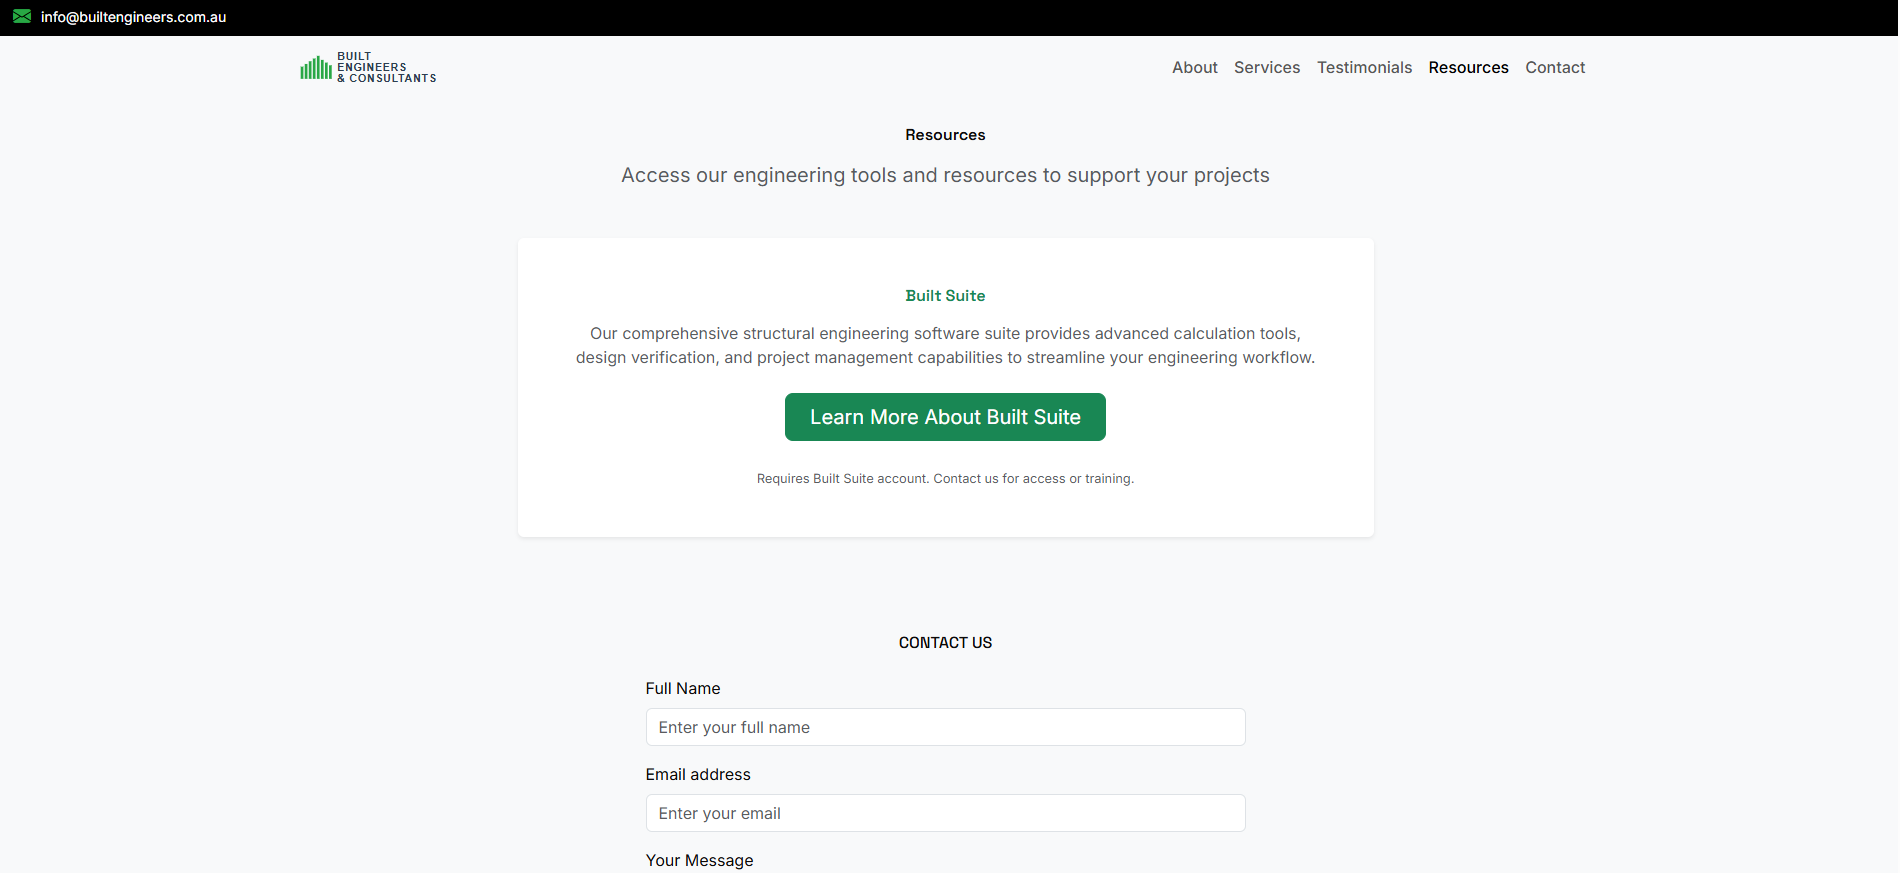 info@builtengineers.com.au
BUILT
ENGINEERS
& CONSULTANTS
About Services Testimonials Resources Contact
Resources
Access our engineering tools and resources to support your projects
Built Suite
Our comprehensive structural engineering software suite provides advanced calculation tools,
design verification, and project management capabilities to streamline your engineering workflow.
Learn More About Built Suite
Requires Built Suite account. Contact us for access or training.
CONTACT US
Full Name
Enter your full name
Email address
Enter your email
Your Message